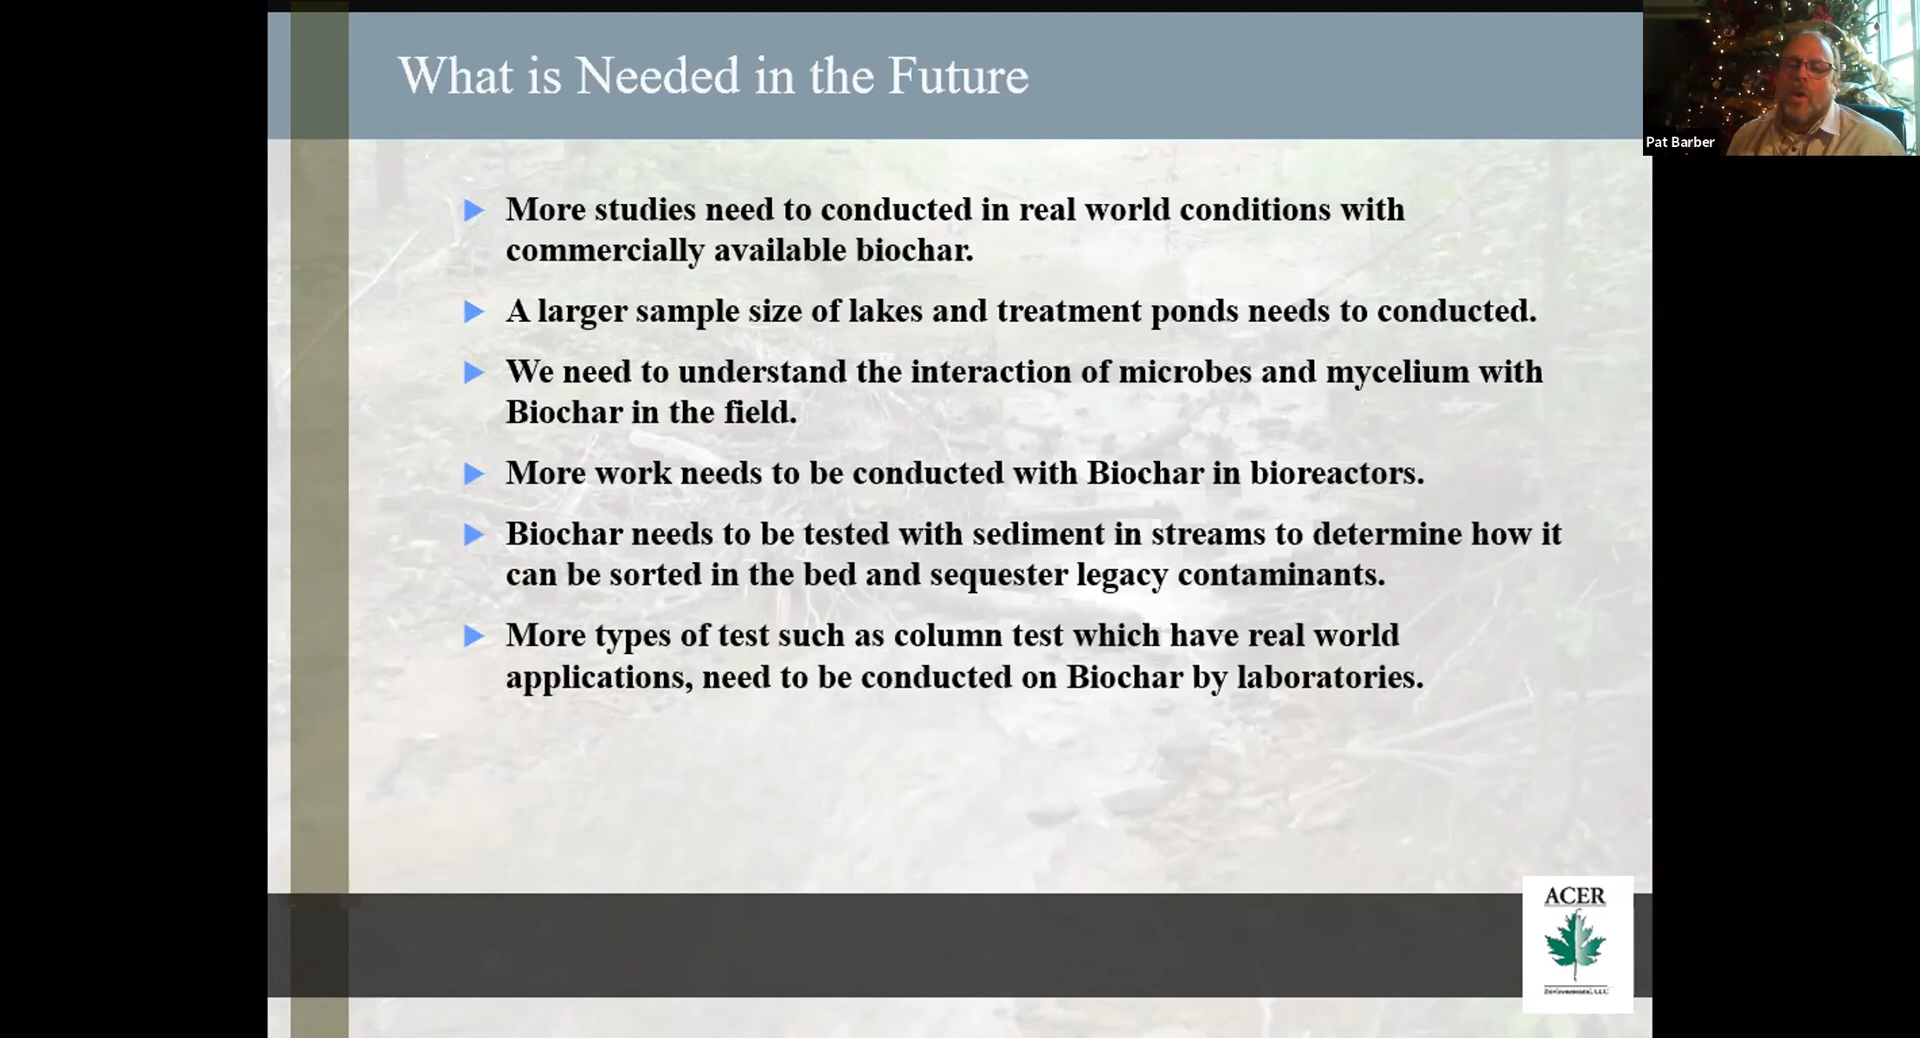 What is Needed in the Future
Pat Barber
More studies need to conducted in real world conditions with
commercially available biochar.
A larger sample size of lakes and treatment ponds needs to conducted.
We need to understand the interaction of microbes and mycelium with
Biochar in the field.
More work needs to be conducted with Biochar in bioreactors.
Biochar needs to be tested with sediment in streams to determine how it
can be sorted in the bed and sequester legacy contaminants.
More types of test such as column test which have real world
applications, need to be conducted on Biochar by laboratories.
ACER
Environmental, LLC